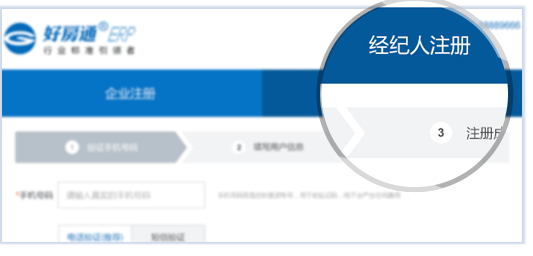 好房通® ERP
行业标准引领者
经纪人注册
企业注册
3 注册成
1 验证手机号码
2 填写用户信息
*手机号码 请输入真实的手机号码
电话验证(推荐) 短信验证